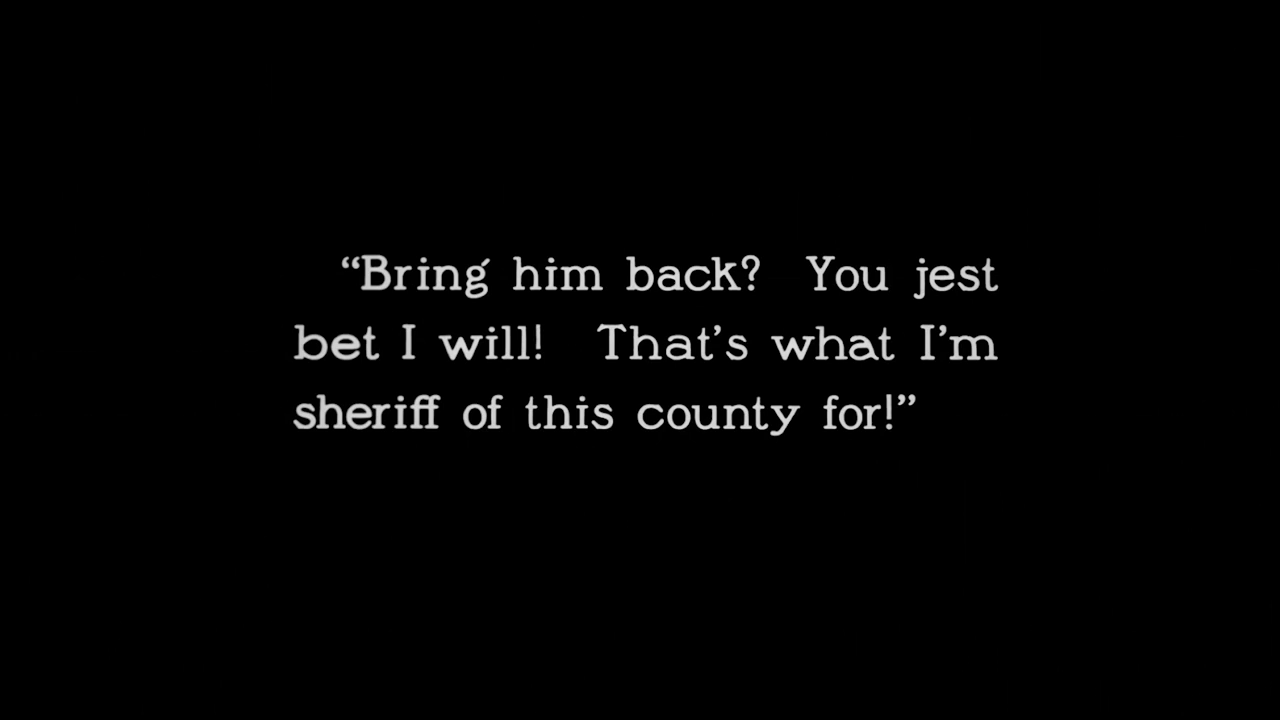 “Bring him back?  You jest
bet I will!  That’s what I’m
sheriff of this county for!”